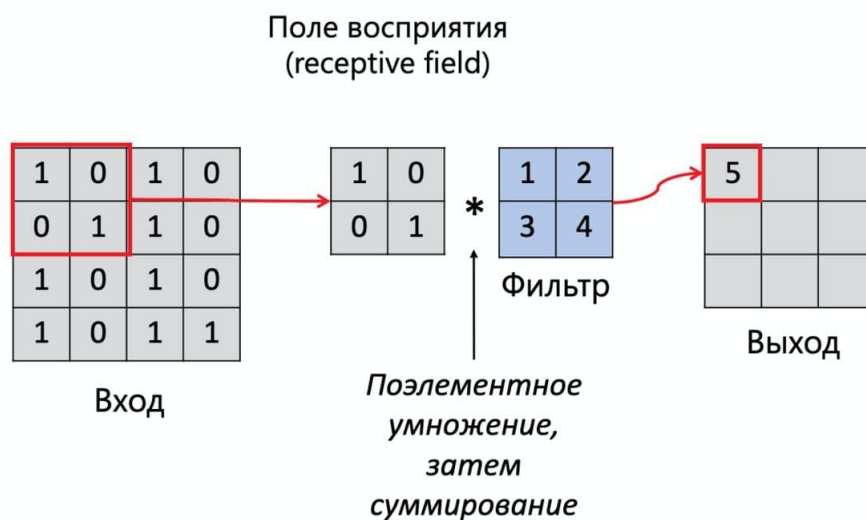 Поле восприятия
(receptive field)
1 0 1 0
0 1 1 0
1 0 1 0
1 0 1 1
Вход
1 0
0 1
*
1 2
3 4
Фильтр
5
Выход
Поэлементное
умножение,
затем
суммирование